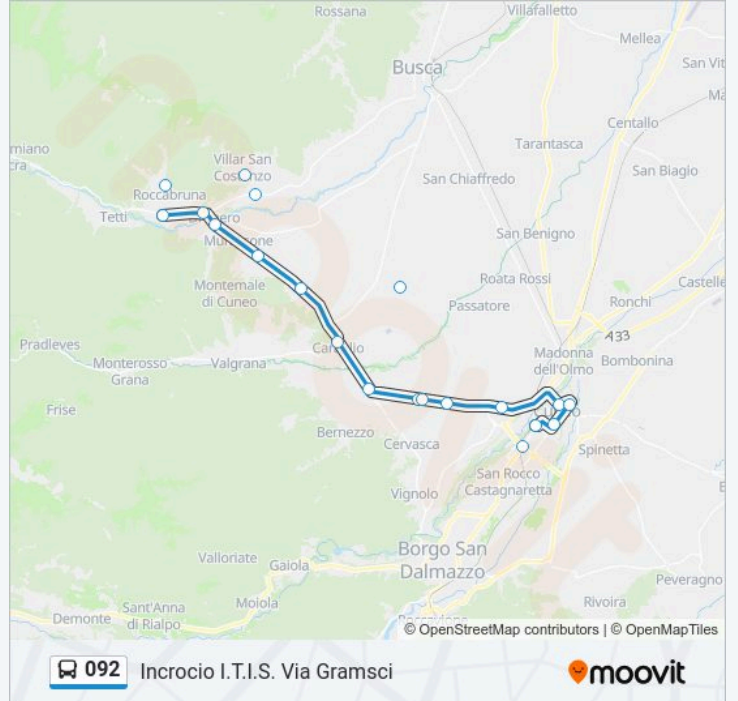 Rossana
Villafalletto
Mellea
Busca
San Vit
Centallo
Tarantasca
miano
cra
Villar San
Costanzo
San Chiaffredo
San Biagio
Roccabruna
Tetti
San Benigno
Montemale
di Cuneo
Roata Rossi
Castelle
Passatore
Ronchi
Pradleves
A33
Madonna
dell'Olmo
Bombonina
Monterosso
Grana
Valgrana
Frise
Bernezzo
Cervasca
Spinetta
San Rocco
Castagnaretta
Vignolo
Borgo San
Dalmazzo
Valloriate
Gaiola
Peveragno
Sant'Anna
di Rialpo
Moiola
Rivoira
Demonte
© OpenStreetMap contributors | © OpenMapTiles
092 Incrocio I.T.I.S. Via Gramsci
moovit